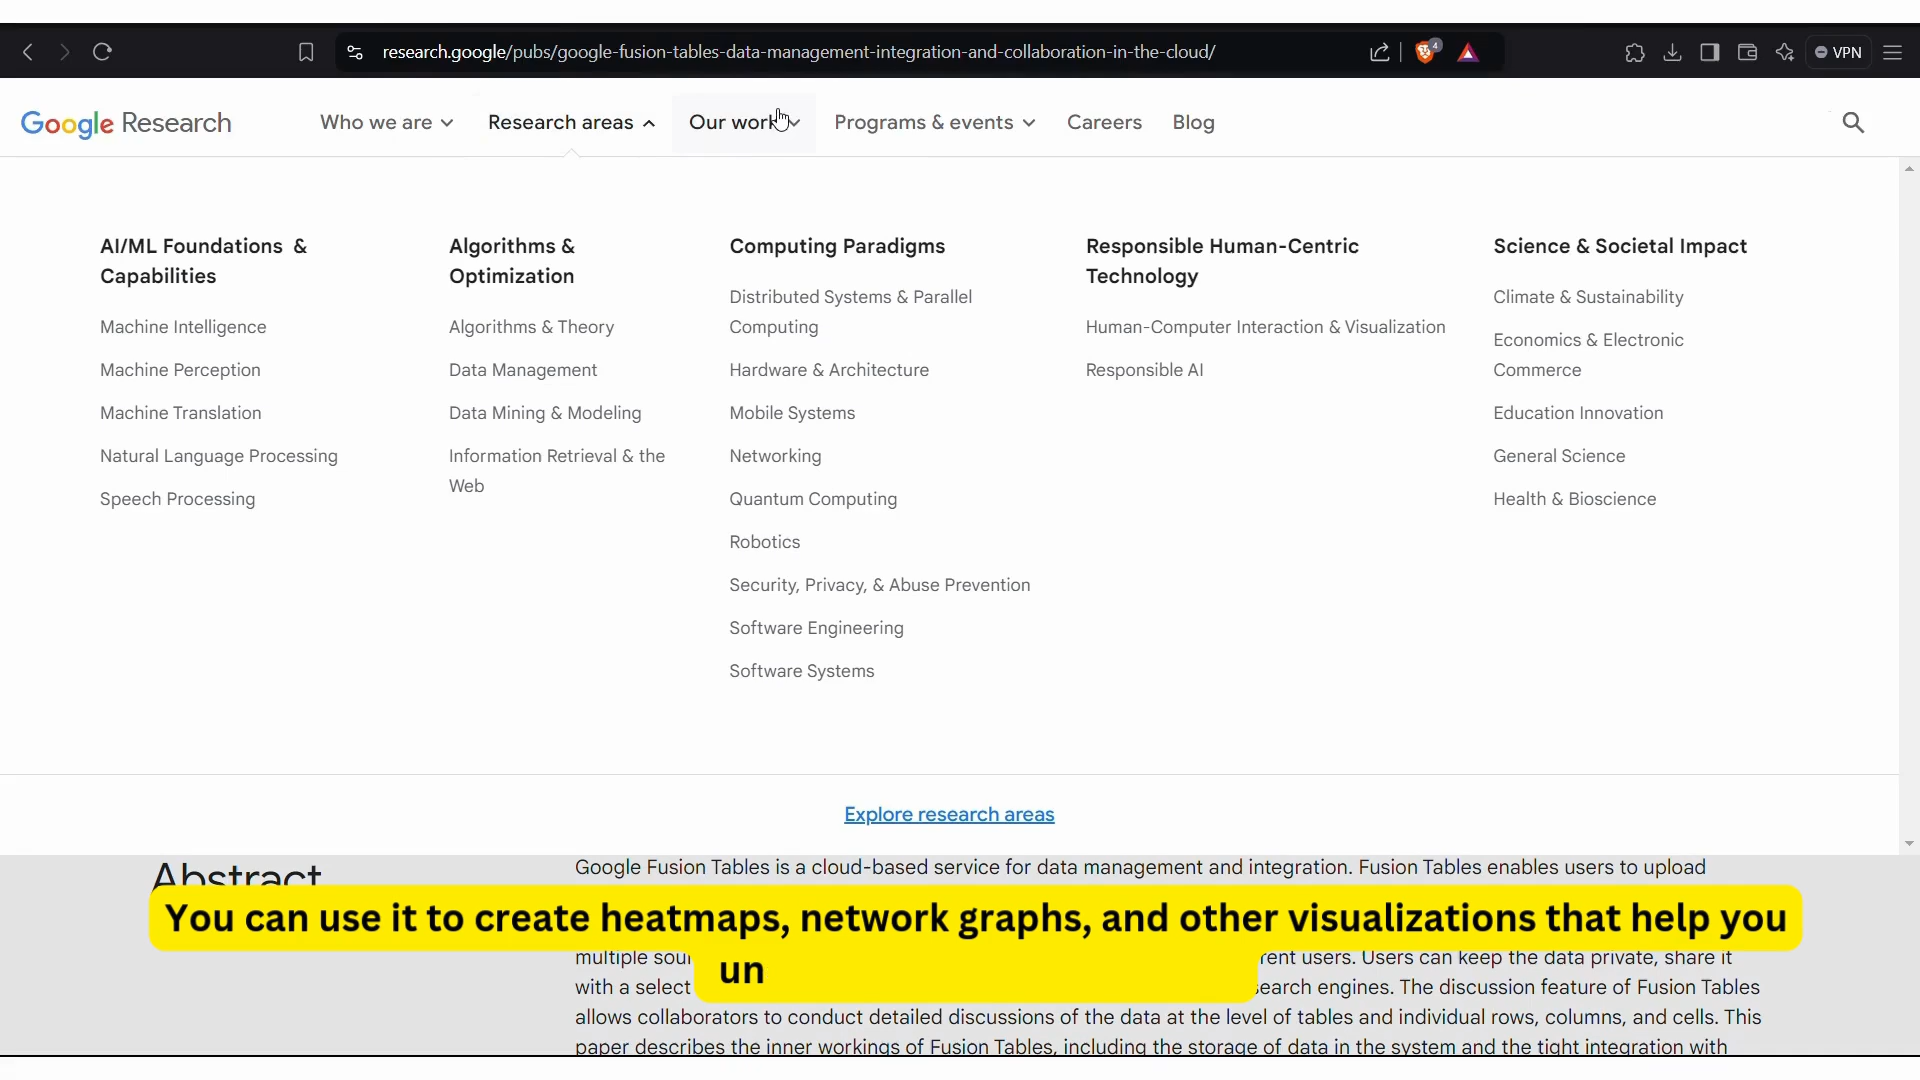 research.google/pubs/google-fusion-tables-data-management-integration-and-collaboration-in-the-cloud/
4
VPN
Google Research
Who we are
Research areas
Our work
Programs & events
Careers
Blog
AI/ML Foundations &
Capabilities
Machine Intelligence
Machine Perception
Machine Translation
Natural Language Processing
Speech Processing
Algorithms &
Optimization
Algorithms & Theory
Data Management
Data Mining & Modeling
Information Retrieval & the
Web
Computing Paradigms
Distributed Systems & Parallel
Computing
Hardware & Architecture
Mobile Systems
Networking
Quantum Computing
Robotics
Security, Privacy, & Abuse Prevention
Software Engineering
Software Systems
Responsible Human-Centric
Technology
Human-Computer Interaction & Visualization
Responsible AI
Science & Societal Impact
Climate & Sustainability
Economics & Electronic
Commerce
Education Innovation
General Science
Health & Bioscience
Explore research areas
Abstract
Google Fusion Tables is a cloud-based service for data management and integration. Fusion Tables enables users to upload
You can use it to create heatmaps, network graphs, and other visualizations that help you
un
multiple users. Users can keep the data private, share it
with a select engines. The discussion feature of Fusion Tables
allows collaborators to conduct detailed discussions of the data at the level of tables and individual rows, columns, and cells. This
paper describes the inner workings of Fusion Tables, including the storage of data in the system and the tight integration with